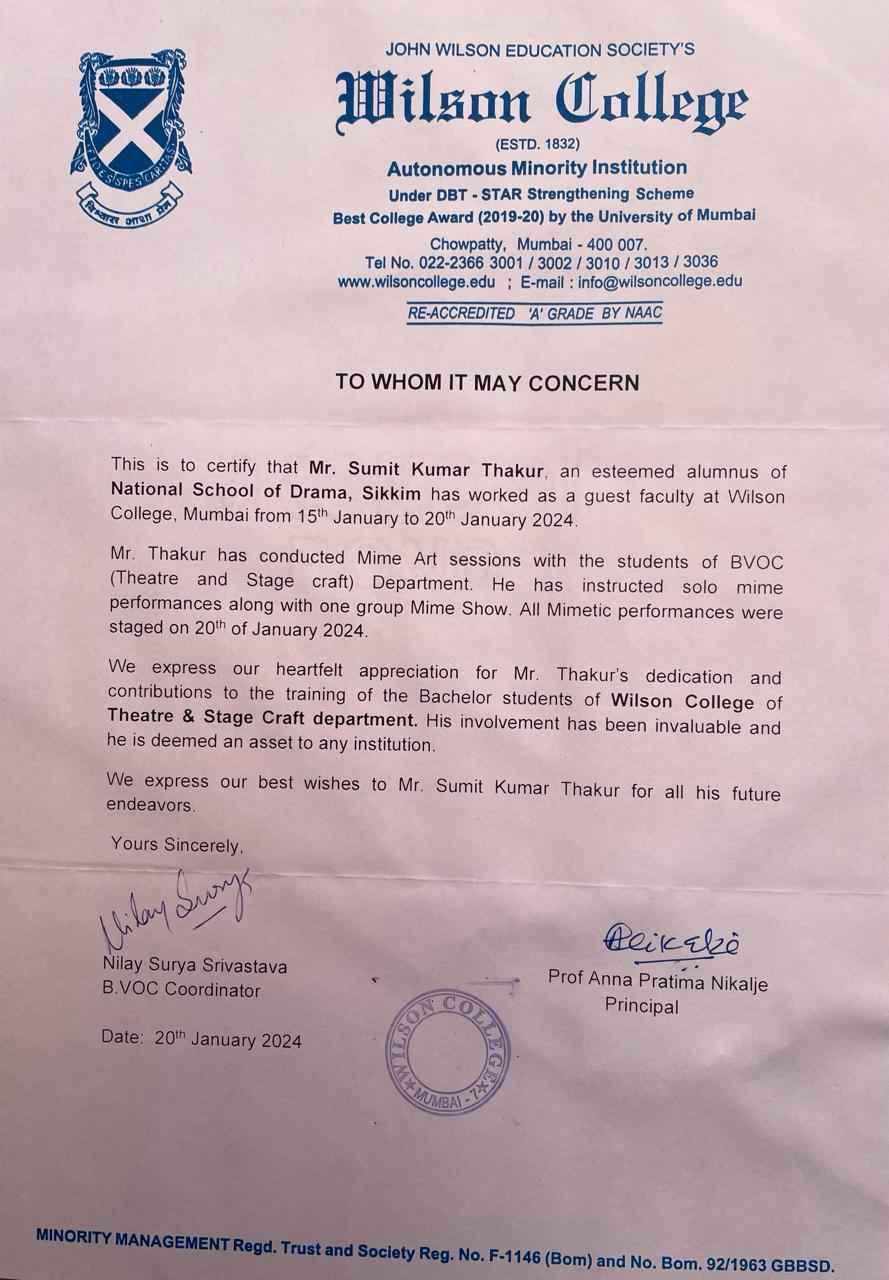 JOHN WILSON EDUCATION SOCIETY'S
Wilson College
(ESTD. 1832)
Autonomous Minority Institution
Under DBT - STAR Strengthening Scheme
Best College Award (2019-20) by the University of Mumbai
Chowpatty, Mumbai - 400 007.
Tel No. 022-2366 3001 / 3002 / 3010 / 3013 / 3036
www.wilsoncollege.edu ; E-mail : info@wilsoncollege.edu
RE-ACCREDITED 'A' GRADE BY NAAC
FIDES SPES CARITAS
विश्वास आशा प्रेम
TO WHOM IT MAY CONCERN
This is to certify that Mr. Sumit Kumar Thakur, an esteemed alumnus of
National School of Drama, Sikkim has worked as a guest faculty at Wilson
College, Mumbai from 15th January to 20th January 2024.
Mr. Thakur has conducted Mime Art sessions with the students of BVOC
(Theatre and Stage craft) Department. He has instructed solo mime
performances along with one group Mime Show. All Mimetic performances were
staged on 20th of January 2024.
We express our heartfelt appreciation for Mr. Thakur's dedication and
contributions to the training of the Bachelor students of Wilson College of
Theatre & Stage Craft department. His involvement has been invaluable and
he is deemed an asset to any institution.
We express our best wishes to Mr. Sumit Kumar Thakur for all his future
endeavors.
Yours Sincerely,
Nilay Surya
Nilay Surya Srivastava
B.VOC Coordinator
Date: 20th January 2024
Prof Anna Pratima Nikalje
Principal
WILSON COLLEGE
MUMBAI - 7
MINORITY MANAGEMENT Regd. Trust and Society Reg. No. F-1146 (Bom) and No. Bom. 92/1963 GBBSD.